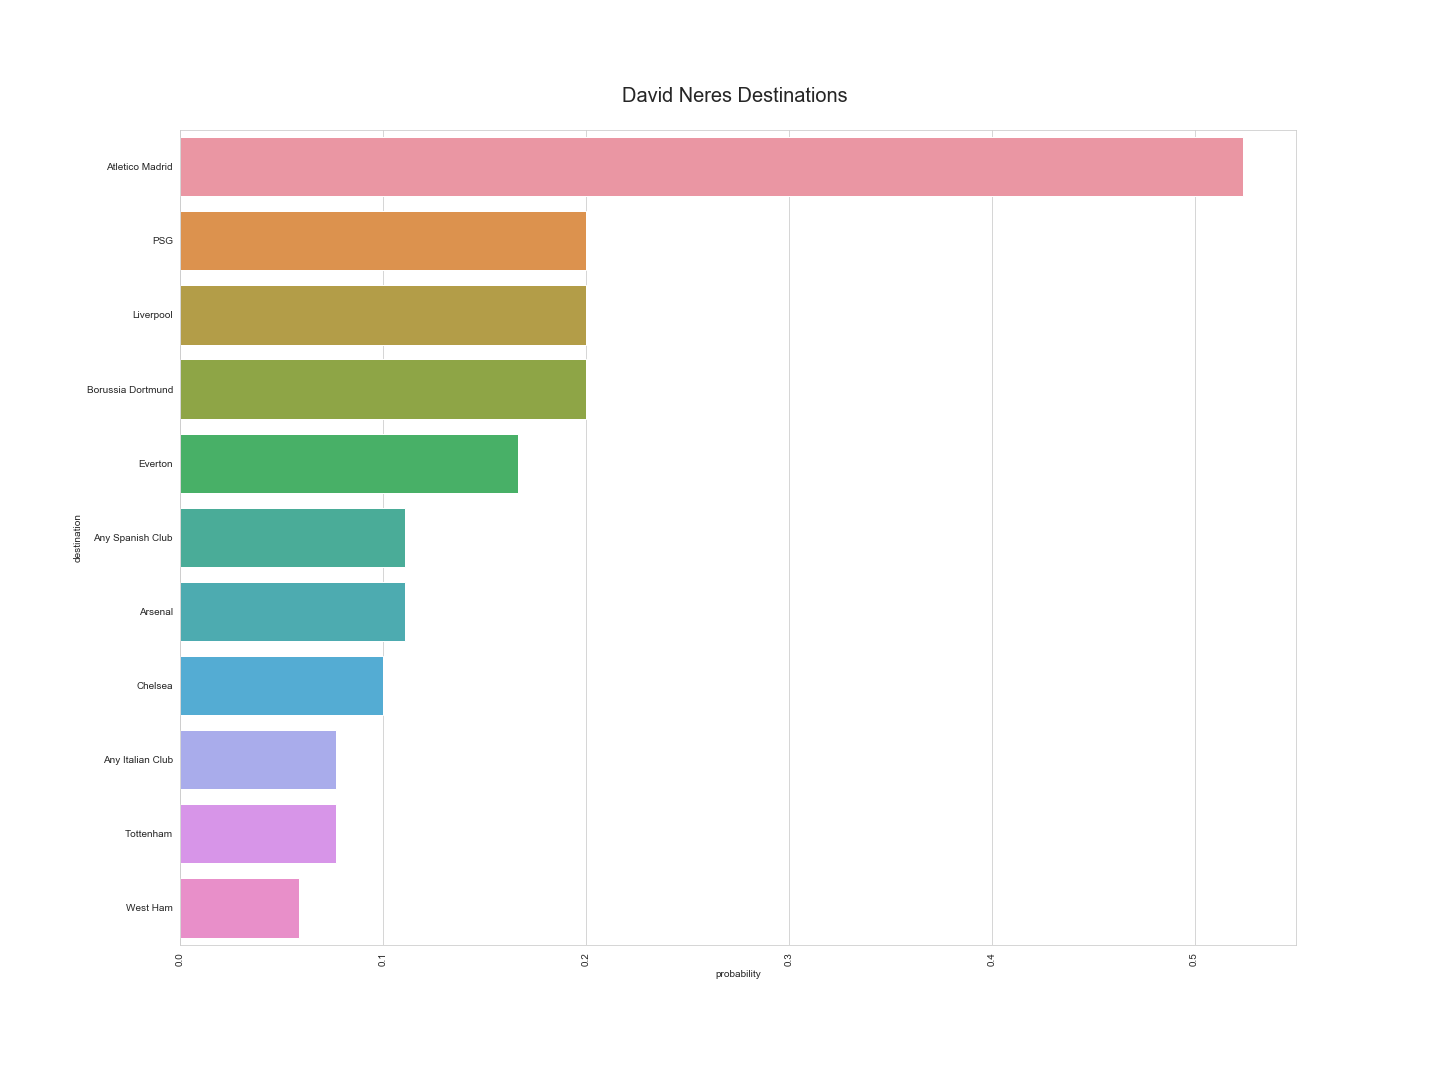 David Neres Destinations
Atletico Madrid
PSG
Liverpool
Borussia Dortmund
Everton
destination
Any Spanish Club
Arsenal
Chelsea
Any Italian Club
Tottenham
West Ham
0.0
0.1
0.2
0.3
0.4
0.5
probability